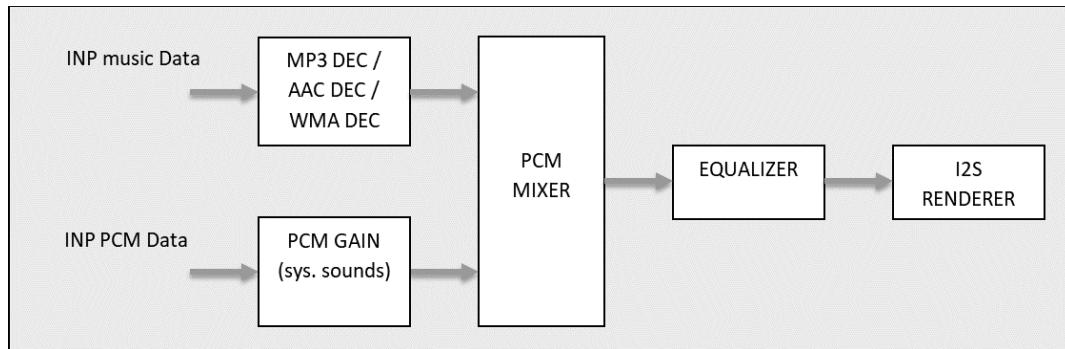 INP music Data
MP3 DEC /
AAC DEC /
WMA DEC
INP PCM Data
PCM GAIN
(sys. sounds)
PCM
MIXER
EQUALIZER
I2S
RENDERER